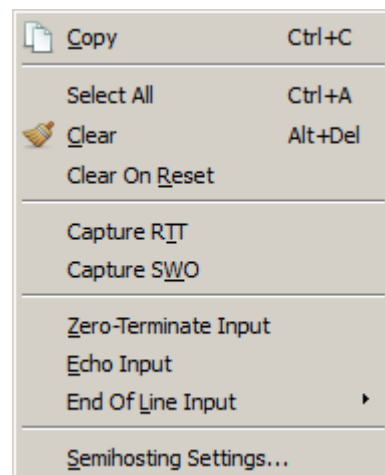 Copy Ctrl+C
Select All Ctrl+A
Clear Alt+Del
Clear On Reset
Capture RTT
Capture SWO
Zero-Terminate Input
Echo Input
End Of Line Input
Semihosting Settings...